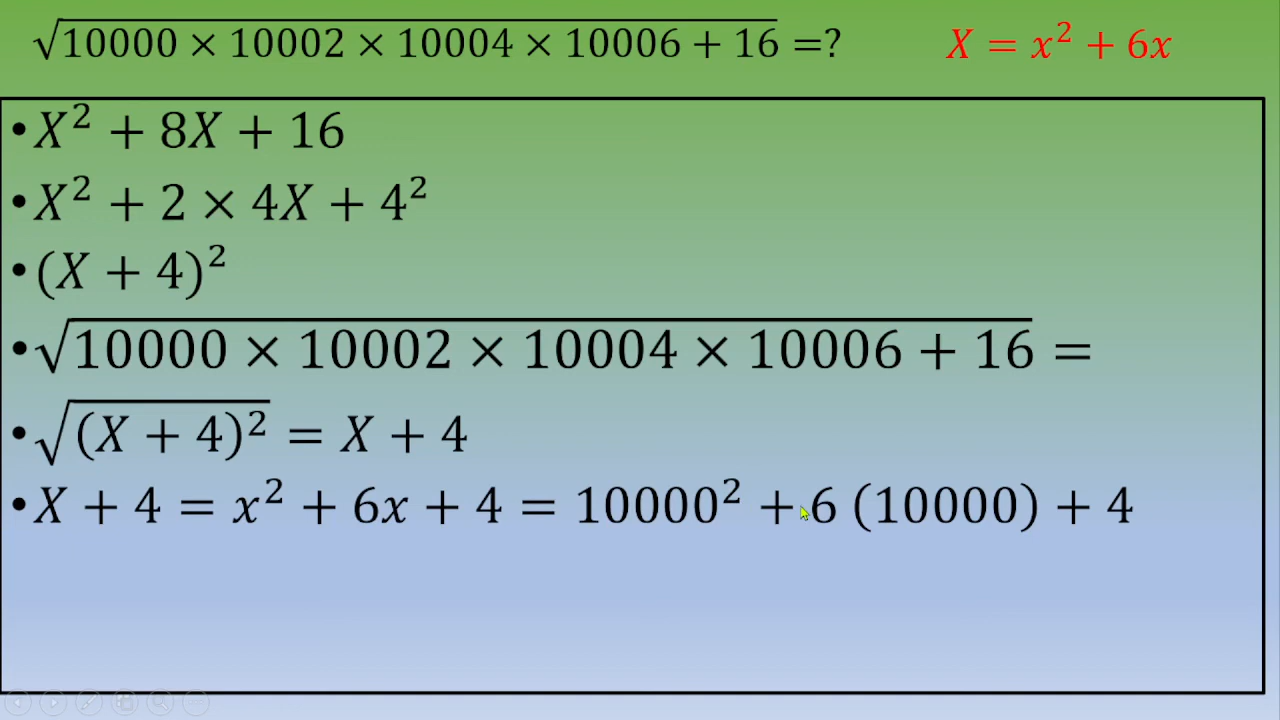 √10000 × 10002 × 10004 × 10006 + 16 =? X = x² + 6x
• X² + 8X + 16
• X² + 2 × 4X + 4²
• (X + 4)²
• √10000 × 10002 × 10004 × 10006 + 16 =
• √(X + 4)² = X + 4
• X + 4 = x² + 6x + 4 = 10000² + 6 (10000) + 4